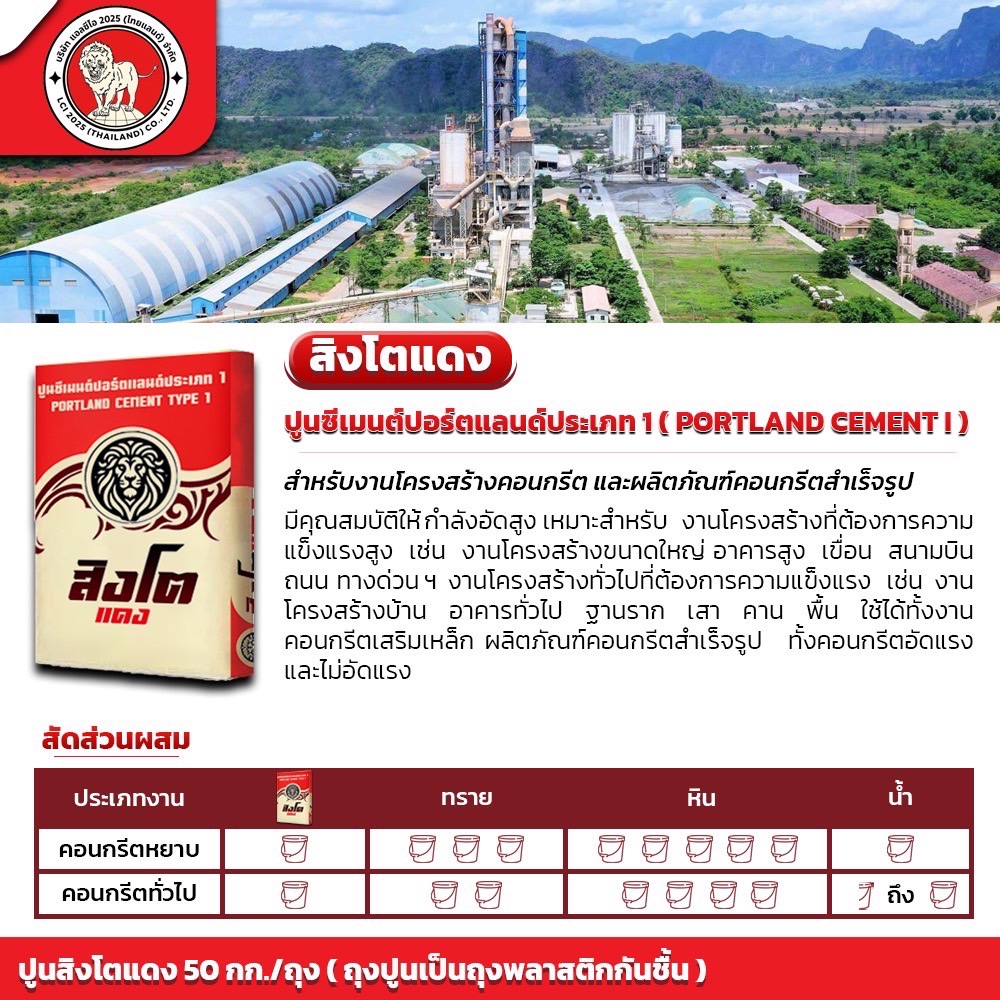 บริษัท แอลซีไอ 2025 (ไทยแลนด์) จำกัด
LCI 2025 (THAILAND) CO., LTD.
สิงโตแดง
ปูนซีเมนต์ปอร์ตแลนด์ประเภท 1
PORTLAND CEMENT TYPE 1
สิงโต
แดง
ปูนซีเมนต์ปอร์ตแลนด์ประเภท 1 ( PORTLAND CEMENT I )
สำหรับงานโครงสร้างคอนกรีต และผลิตภัณฑ์คอนกรีตสำเร็จรูป
มีคุณสมบัติให้กำลังอัดสูง เหมาะสำหรับ งานโครงสร้างที่ต้องการความ
แข็งแรงสูง เช่น งานโครงสร้างขนาดใหญ่ อาคารสูง เขื่อน สนามบิน
ถนน ทางด่วน ฯ งานโครงสร้างทั่วไปที่ต้องการความแข็งแรง เช่น งาน
โครงสร้างบ้าน อาคารทั่วไป ฐานราก เสา คาน พื้น ใช้ได้ทั้งงาน
คอนกรีตเสริมเหล็ก ผลิตภัณฑ์คอนกรีตสำเร็จรูป ทั้งคอนกรีตอัดแรง
และไม่อัดแรง
สัดส่วนผสม
ประเภทงาน สิงโต ทราย หิน น้ำ
คอนกรีตหยาบ
คอนกรีตทั่วไป ถึง
ปูนสิงโตแดง 50 กก./ถุง ( ถุงปูนเป็นถุงพลาสติกกันชื้น )